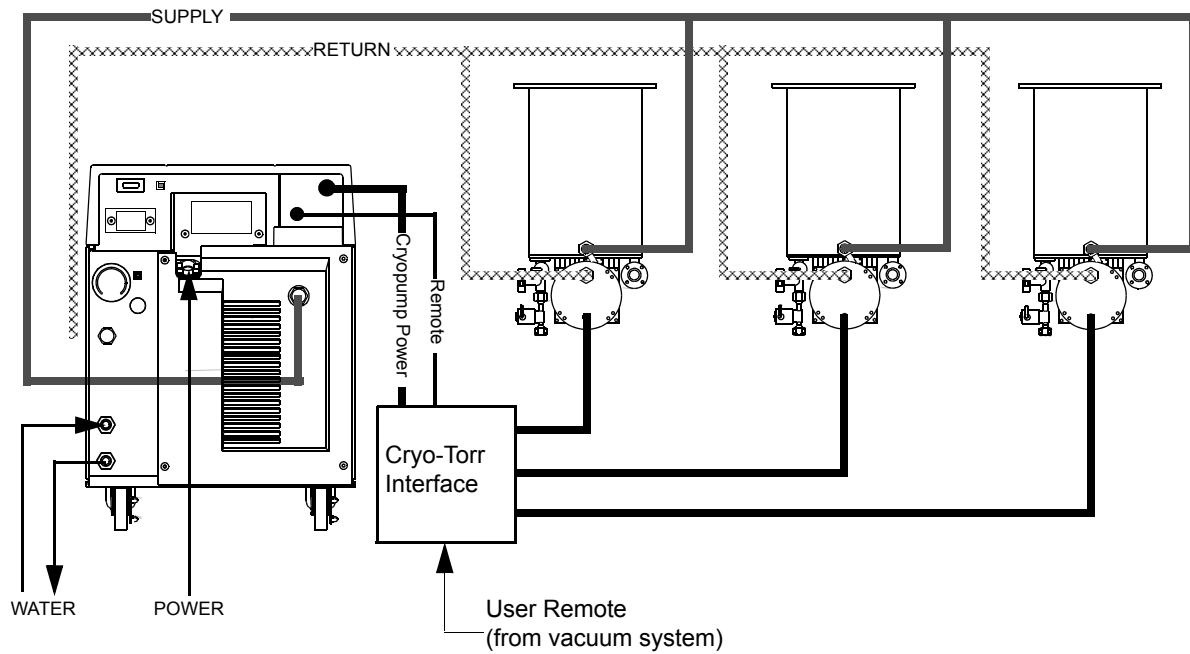 SUPPLY
RETURN
Cryopump Power
Remote
Cryo-Torr
Interface
WATER
POWER
User Remote
(from vacuum system)